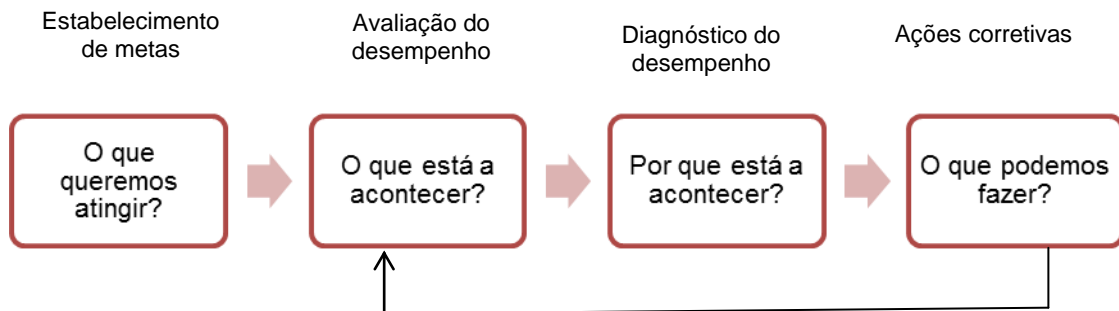 Estabelecimento
de metas
Avaliação do
desempenho
Diagnóstico do
desempenho
Ações corretivas
O que
queremos
atingir?
O que está a
acontecer?
Por que está a
acontecer?
O que podemos
fazer?